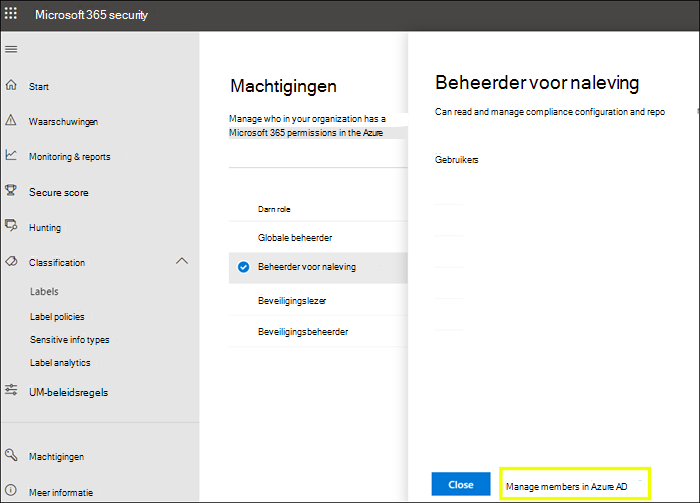 Microsoft 365 security
Start
Waarschuwingen
Monitoring & reports
Secure score
Hunting
Classification
Labels
Label policies
Sensitive info types
Label analytics
UM-beleidsregels
Machtigingen
Meer informatie
Machtigingen
Manage who in your organization has a
Microsoft 365 permissions in the Azure
Darn role
Globale beheerder
Beheerder voor naleving
Beveiligingslezer
Beveiligingsbeheerder
Beheerder voor naleving
Can read and manage compliance configuration and repo
Gebruikers
Close
Manage members in Azure AD